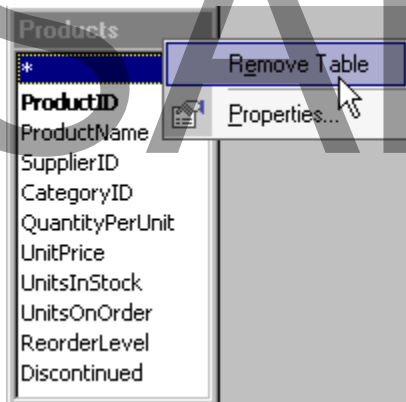 Products
*
ProductID
ProductName
SupplierID
CategoryID
QuantityPerUnit
UnitPrice
UnitsInStock
UnitsOnOrder
ReorderLevel
Discontinued
Remove Table
Properties...